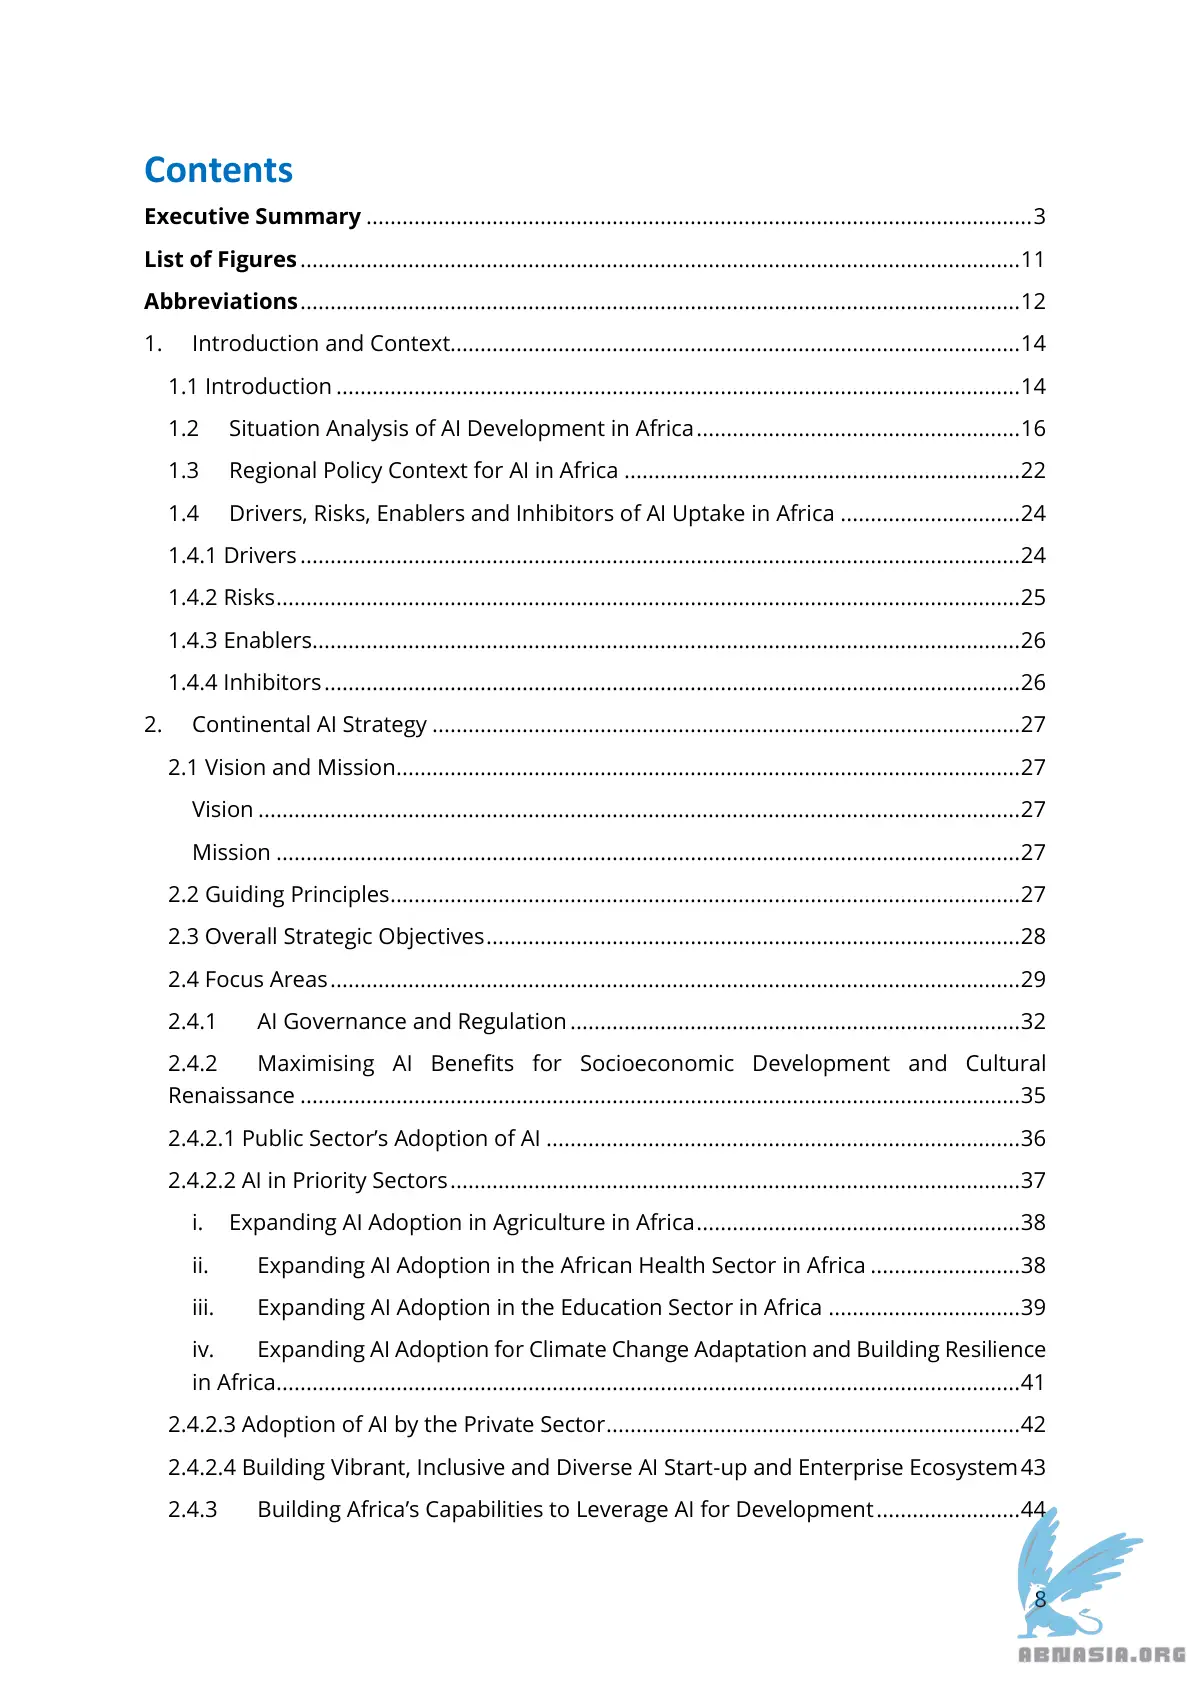 Contents
Executive Summary ........................................................................................................................3
List of Figures ........................................................................................................................11
Abbreviations........................................................................................................................12
1. Introduction and Context........................................................................................................14
1.1 Introduction ........................................................................................................................14
1.2 Situation Analysis of AI Development in Africa......................................................16
1.3 Regional Policy Context for AI in Africa ..................................................................22
1.4 Drivers, Risks, Enablers and Inhibitors of AI Uptake in Africa ..............................24
1.4.1 Drivers ........................................................................................................................24
1.4.2 Risks............................................................................................................................25
1.4.3 Enablers......................................................................................................................26
1.4.4 Inhibitors....................................................................................................................26
2. Continental AI Strategy ..................................................................................................27
2.1 Vision and Mission........................................................................................................27
Vision ...............................................................................................................................27
Mission ............................................................................................................................27
2.2 Guiding Principles.........................................................................................................27
2.3 Overall Strategic Objectives.........................................................................................28
2.4 Focus Areas...................................................................................................................29
2.4.1 AI Governance and Regulation ...........................................................................32
2.4.2 Maximising AI Benefits for Socioeconomic Development and Cultural
Renaissance ........................................................................................................................35
2.4.2.1 Public Sector’s Adoption of AI ...............................................................................36
2.4.2.2 AI in Priority Sectors...............................................................................................37
i. Expanding AI Adoption in Agriculture in Africa......................................................38
ii. Expanding AI Adoption in the African Health Sector in Africa .........................38
iii. Expanding AI Adoption in the Education Sector in Africa ................................39
iv. Expanding AI Adoption for Climate Change Adaptation and Building Resilience
in Africa............................................................................................................................41
2.4.2.3 Adoption of AI by the Private Sector.....................................................................42
2.4.2.4 Building Vibrant, Inclusive and Diverse AI Start-up and Enterprise Ecosystem 43
2.4.3 Building Africa’s Capabilities to Leverage AI for Development........................44
8
ABNASIA.ORG